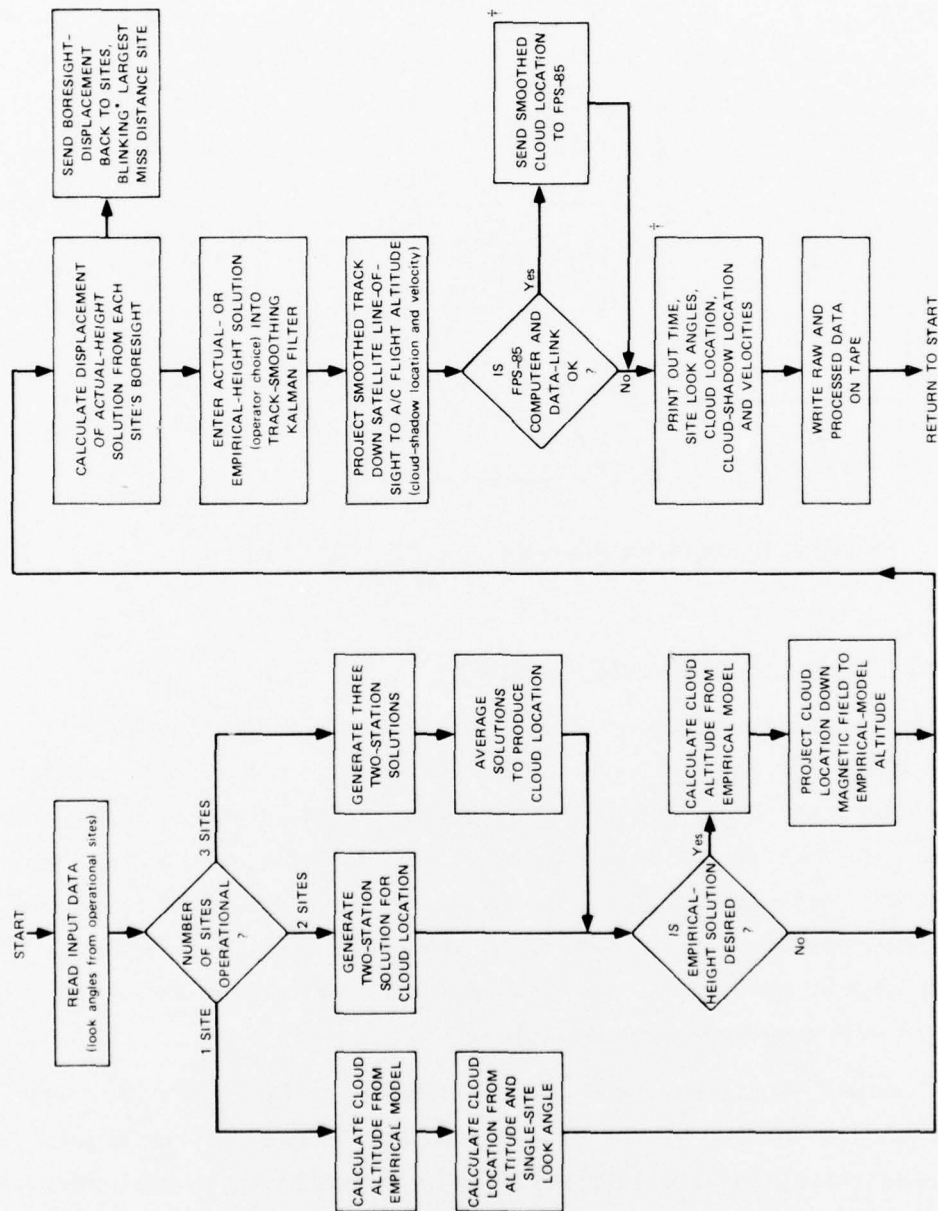 START
READ INPUT DATA
(look angles from operational sites)
NUMBER
OF SITES
OPERATIONAL
?
1 SITE
2 SITES
3 SITES
CALCULATE CLOUD
ALTITUDE FROM
EMPIRICAL MODEL
CALCULATE CLOUD
LOCATION FROM
ALTITUDE AND
SINGLE-SITE
LOOK ANGLE
GENERATE
TWO-STATION
SOLUTION FOR
CLOUD LOCATION
GENERATE THREE
TWO-STATION
SOLUTIONS
AVERAGE
SOLUTIONS
TO PRODUCE
CLOUD LOCATION
IS
EMPIRICAL-
HEIGHT SOLUTION
DESIRED
?
Yes
No
CALCULATE CLOUD
ALTITUDE FROM
EMPIRICAL MODEL
PROJECT CLOUD
LOCATION DOWN
MAGNETIC FIELD TO
EMPIRICAL-MODEL
ALTITUDE
CALCULATE DISPLACEMENT
OF ACTUAL-HEIGHT
SOLUTION FROM EACH
SITE'S BORESIGHT
SEND BORESIGHT-
DISPLACEMENT
BACK TO SITES,
BLINKING* LARGEST
MISS DISTANCE SITE
ENTER ACTUAL- OR
EMPIRICAL-HEIGHT SOLUTION
(operator choice) INTO
TRACK-SMOOTHING
KALMAN FILTER
PROJECT SMOOTHED TRACK
DOWN SATELLITE LINE-OF-
SIGHT TO A/C FLIGHT ALTITUDE
(cloud-shadow location and velocity)
IS
FPS-85
COMPUTER AND
DATA-LINK
OK
?
Yes
No
†
SEND SMOOTHED
CLOUD LOCATION
TO FPS-85
†
PRINT OUT TIME,
SITE LOOK ANGLES,
CLOUD LOCATION,
CLOUD-SHADOW LOCATION
AND VELOCITIES
WRITE RAW AND
PROCESSED DATA
ON TAPE
RETURN TO START